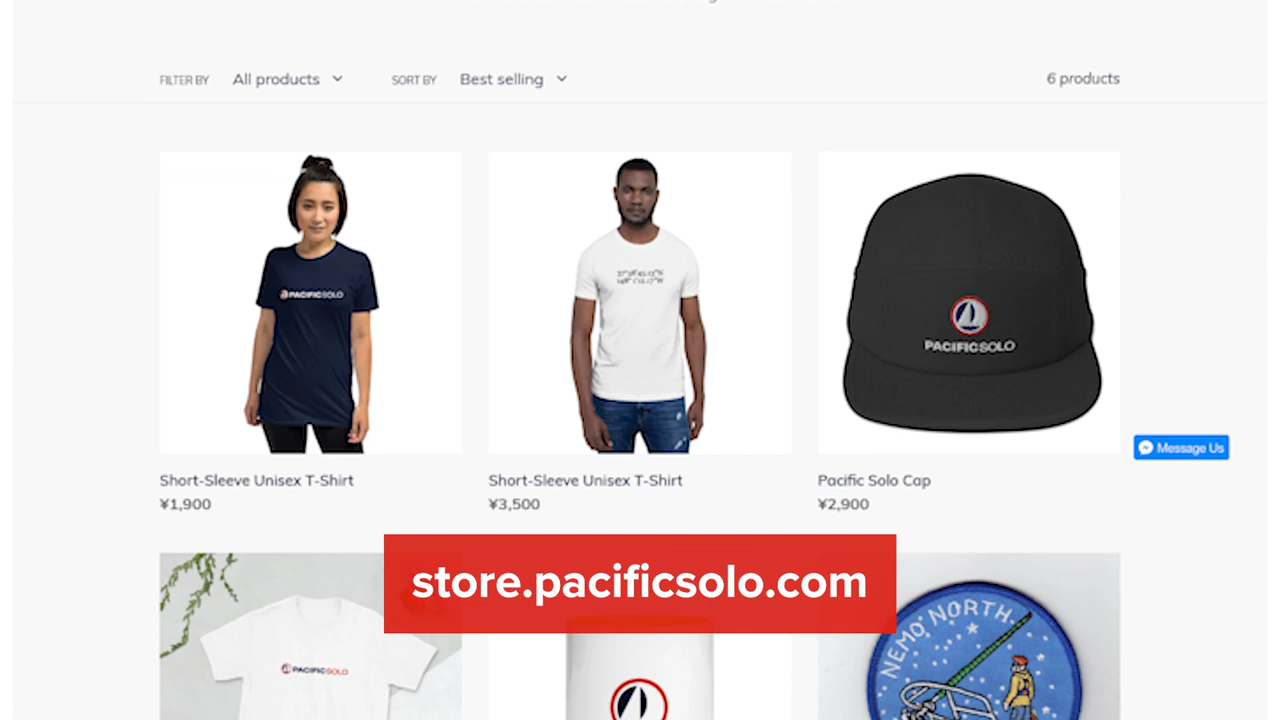 FILTER BY All products SORT BY Best selling 6 products
PACIFICSOLO
PACIFICSOLO
Message Us
Short-Sleeve Unisex T-Shirt
¥1,900
Short-Sleeve Unisex T-Shirt
¥3,500
Pacific Solo Cap
¥2,900
store.pacificsolo.com
PACIFICSOLO
NEMO NORTH